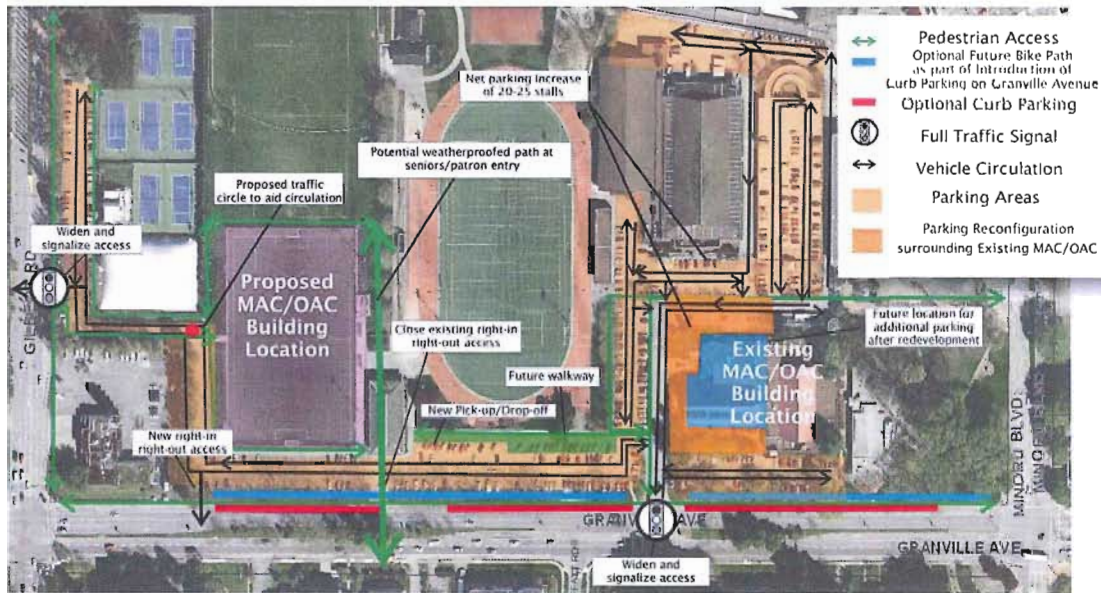 Pedestrian Access
Optional Future Bike Path
as part of Introduction of
Curb Parking on Granville Avenue
Optional Curb Parking
Full Traffic Signal
Vehicle Circulation
Parking Areas
Parking Reconfiguration
surrounding Existing MAC/OAC
Net parking increase
of 20-25 stalls
Potential weatherproofed path at
seniors/patron entry
Proposed traffic
circle to aid circulation
Widen and
signalize access
Proposed
MAC/OAC
Building
Location
Close existing right-in
right-out access
Future walkway
New Pick-up/Drop-off
Future location for
additional parking
after redevelopment
Existing
MAC/OAC
Building
Location
New right-in
right-out access
MINORU BLVD.
GRANVILLE AVE
GRANVILLE AVE
Widen and
signalize access